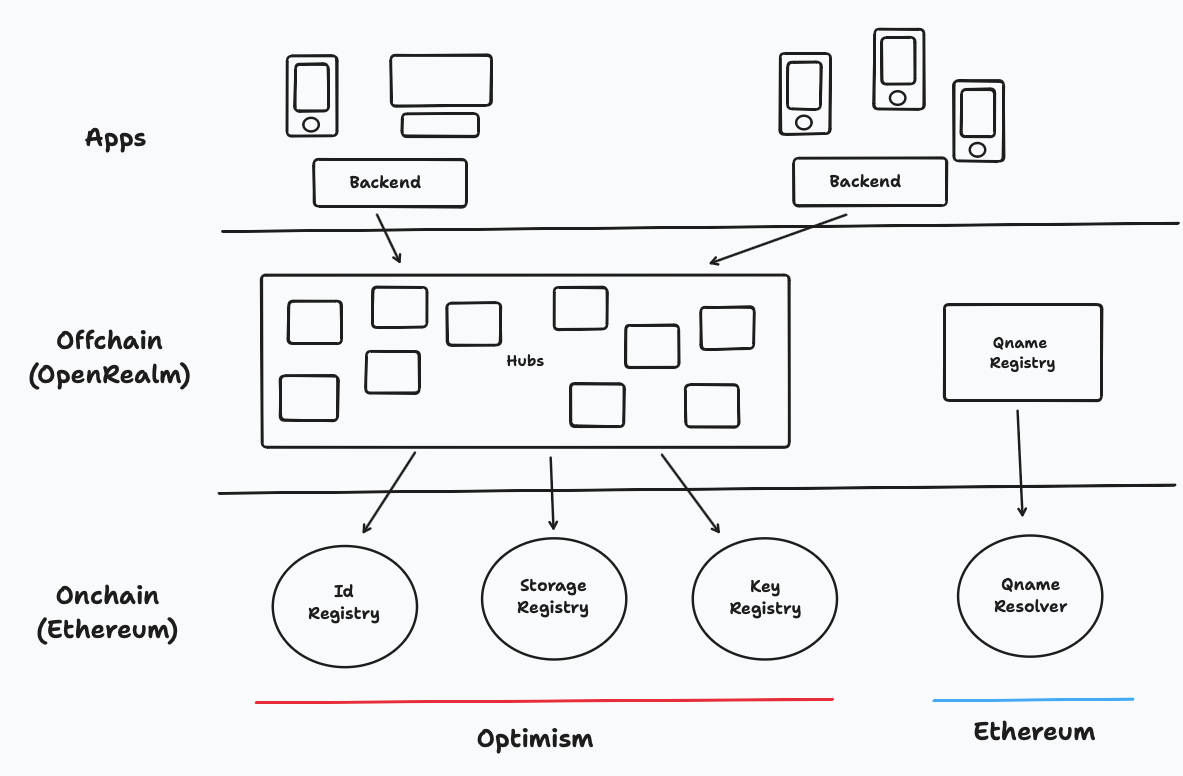 Apps
Backend
Backend
Offchain
(OpenRealm)
Hubs
Qname
Registry
Onchain
(Ethereum)
Id
Registry
Storage
Registry
Key
Registry
Qname
Resolver
Optimism
Ethereum